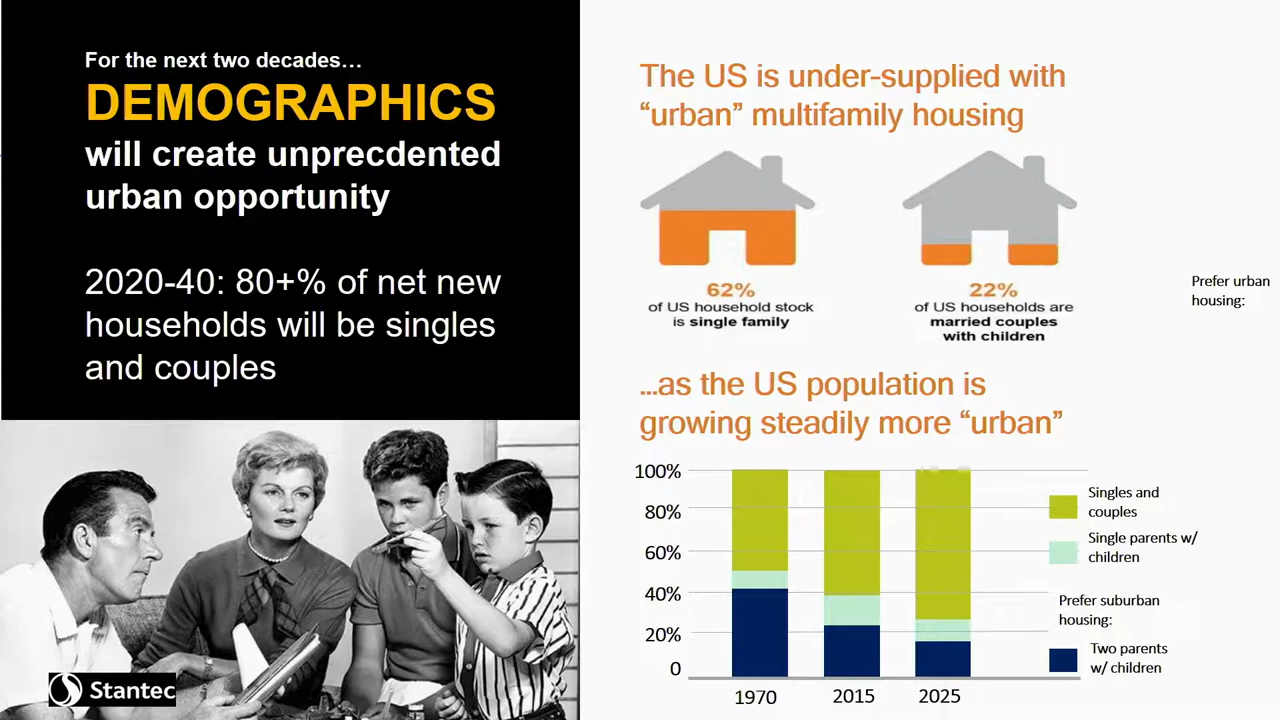 For the next two decades…
DEMOGRAPHICS
will create unprecdented
urban opportunity
2020-40: 80+% of net new
households will be singles
and couples
Stantec
The US is under-supplied with
“urban” multifamily housing
62%
of US household stock
is single family
22%
of US households are
married couples
with children
Prefer urban
housing:
...as the US population is
growing steadily more “urban”
100%
80%
60%
40%
20%
0
1970
2015
2025
Singles and
couples
Single parents w/
children
Prefer suburban
housing:
Two parents
w/ children